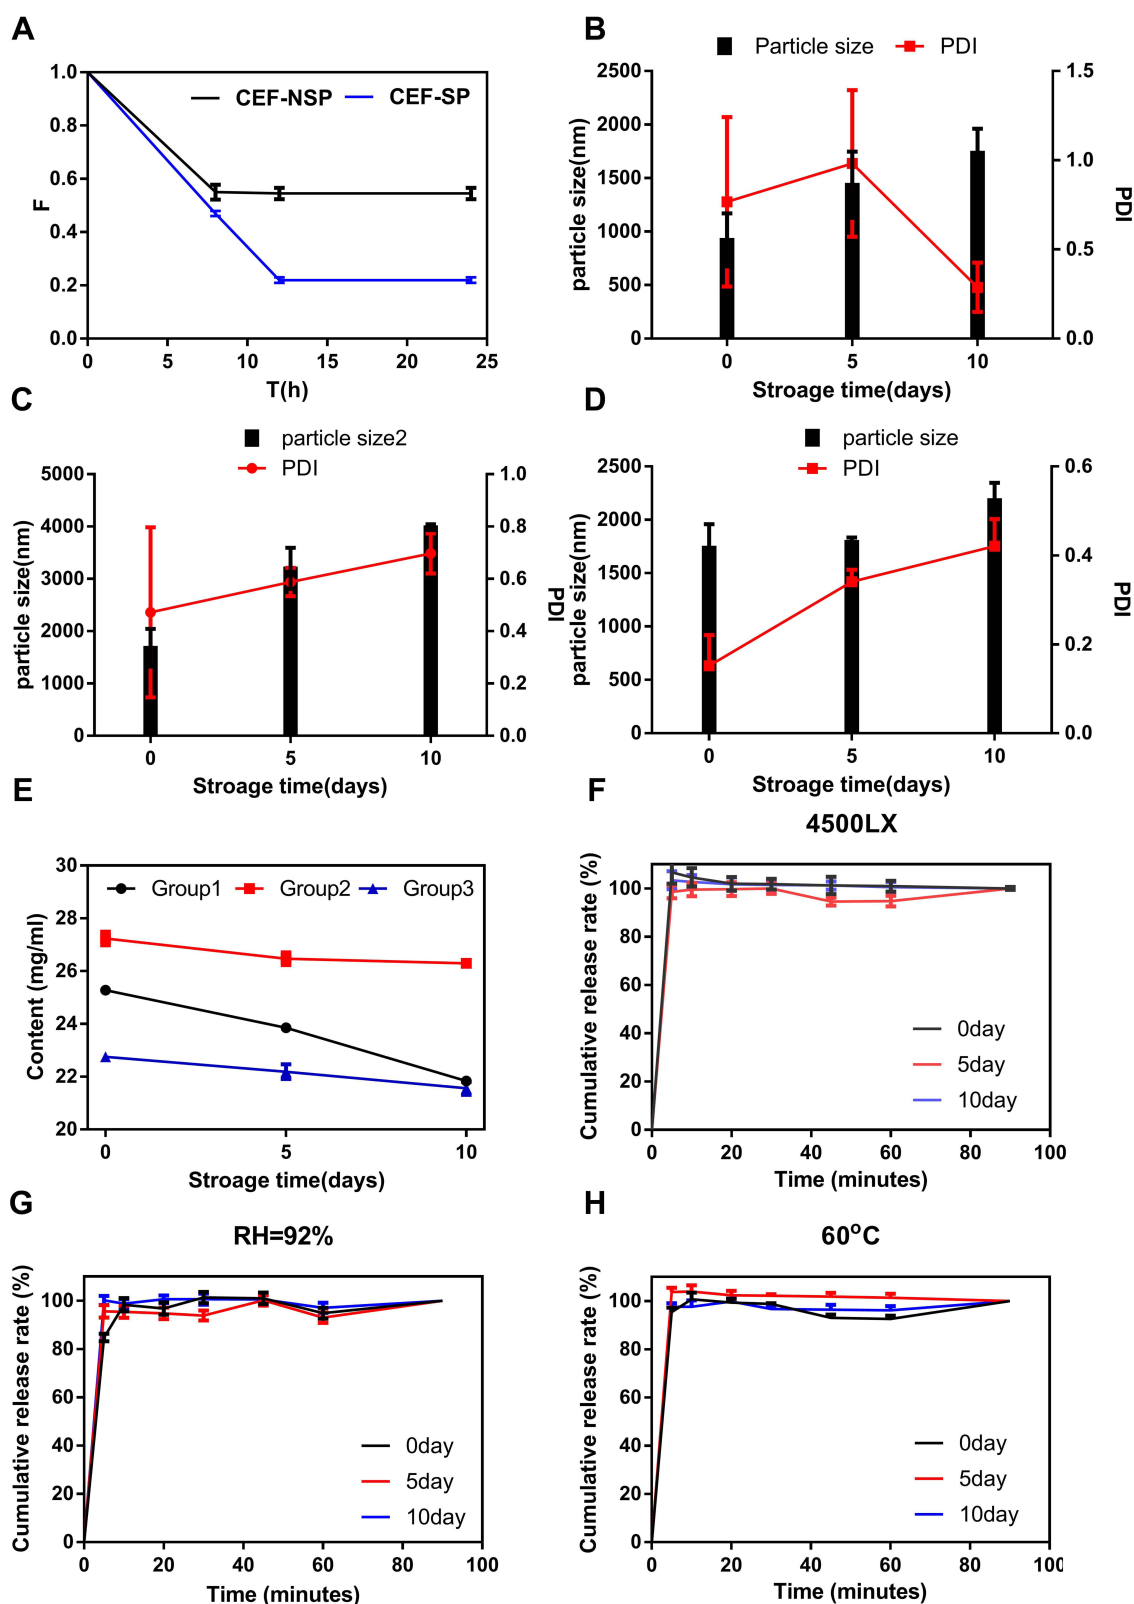 A
1.0
0.8
0.6
0.4
0.2
0.0
F
CEF-NSP CEF-SP
0 5 10 15 20 25
T(h)
B
Particle size PDI
2500
2000
1500
1000
500
0
particle size(nm)
1.5
1.0
0.5
0.0
PDI
0 5 10
Stroage time(days)
C
particle size2
PDI
5000
4000
3000
2000
1000
0
particle size(nm)
1.0
0.8
0.6
0.4
0.2
0.0
PDI
0 5 10
Stroage time(days)
D
particle size
PDI
2500
2000
1500
1000
500
0
particle size(nm)
0.6
0.4
0.2
0.0
PDI
0 5 10
Stroage time(days)
E
30
28
26
24
22
20
Content (mg/ml)
Group1 Group2 Group3
0 5 10
Stroage time(days)
F
4500LX
100
80
60
40
20
0
Cumulative release rate (%)
0day
5day
10day
0 20 40 60 80 100
Time (minutes)
G
RH=92%
100
80
60
40
20
0
Cumulative release rate (%)
0day
5day
10day
0 20 40 60 80 100
Time (minutes)
H
60°C
100
80
60
40
20
0
Cumulative release rate (%)
0day
5day
10day
0 20 40 60 80 100
Time (minutes)